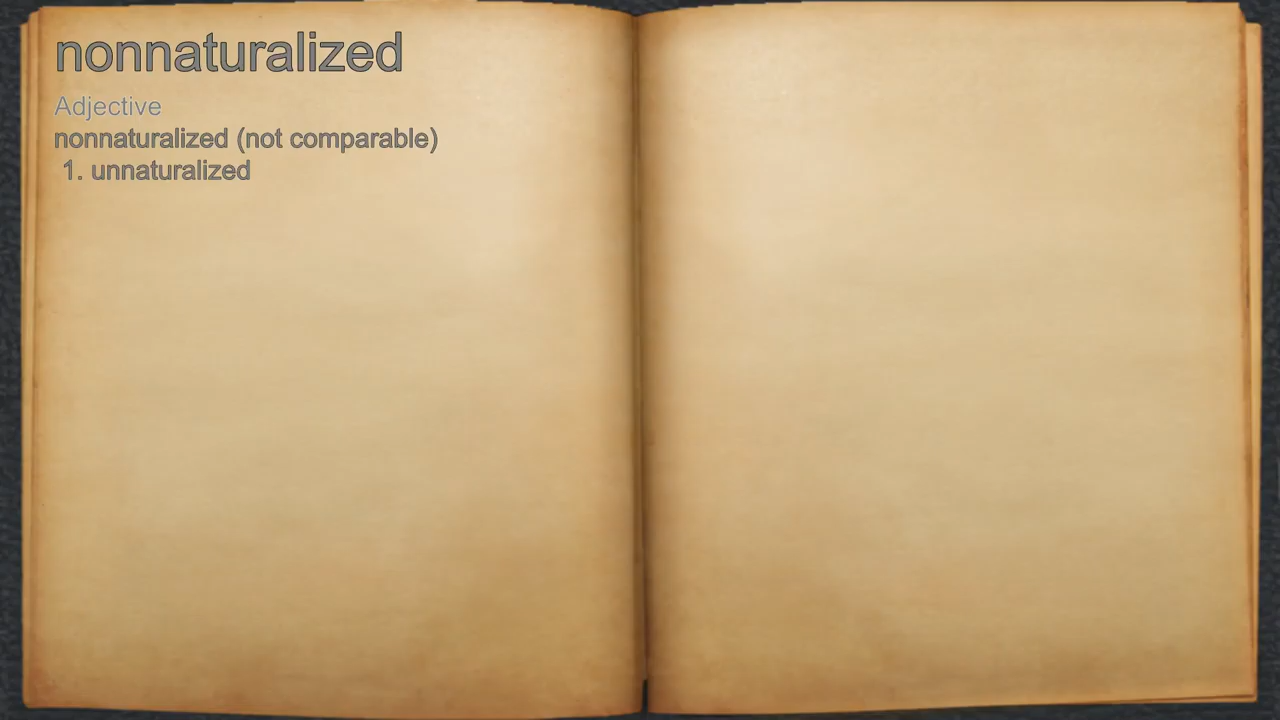 nonnaturalized
Adjective
nonnaturalized (not comparable)
1. unnaturalized